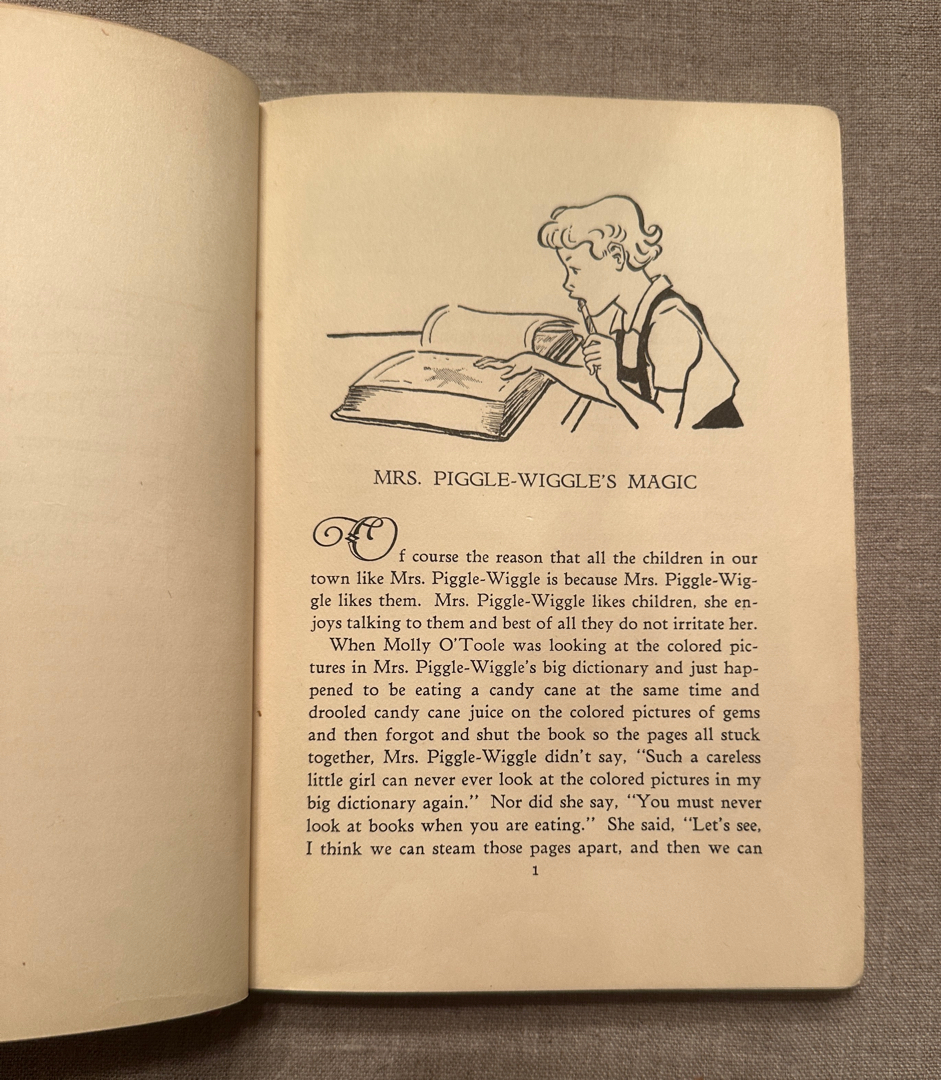 MRS. PIGGLE-WIGGLE'S MAGIC
Of course the reason that all the children in our
town like Mrs. Piggle-Wiggle is because Mrs. Piggle-Wig-
gle likes them. Mrs. Piggle-Wiggle likes children, she en-
joys talking to them and best of all they do not irritate her.
When Molly O'Toole was looking at the colored pic-
tures in Mrs. Piggle-Wiggle's big dictionary and just hap-
pened to be eating a candy cane at the same time and
drooled candy cane juice on the colored pictures of gems
and then forgot and shut the book so the pages all stuck
together, Mrs. Piggle-Wiggle didn't say, "Such a careless
little girl can never ever look at the colored pictures in my
big dictionary again." Nor did she say, "You must never
look at books when you are eating." She said, "Let's see,
I think we can steam those pages apart, and then we can
1